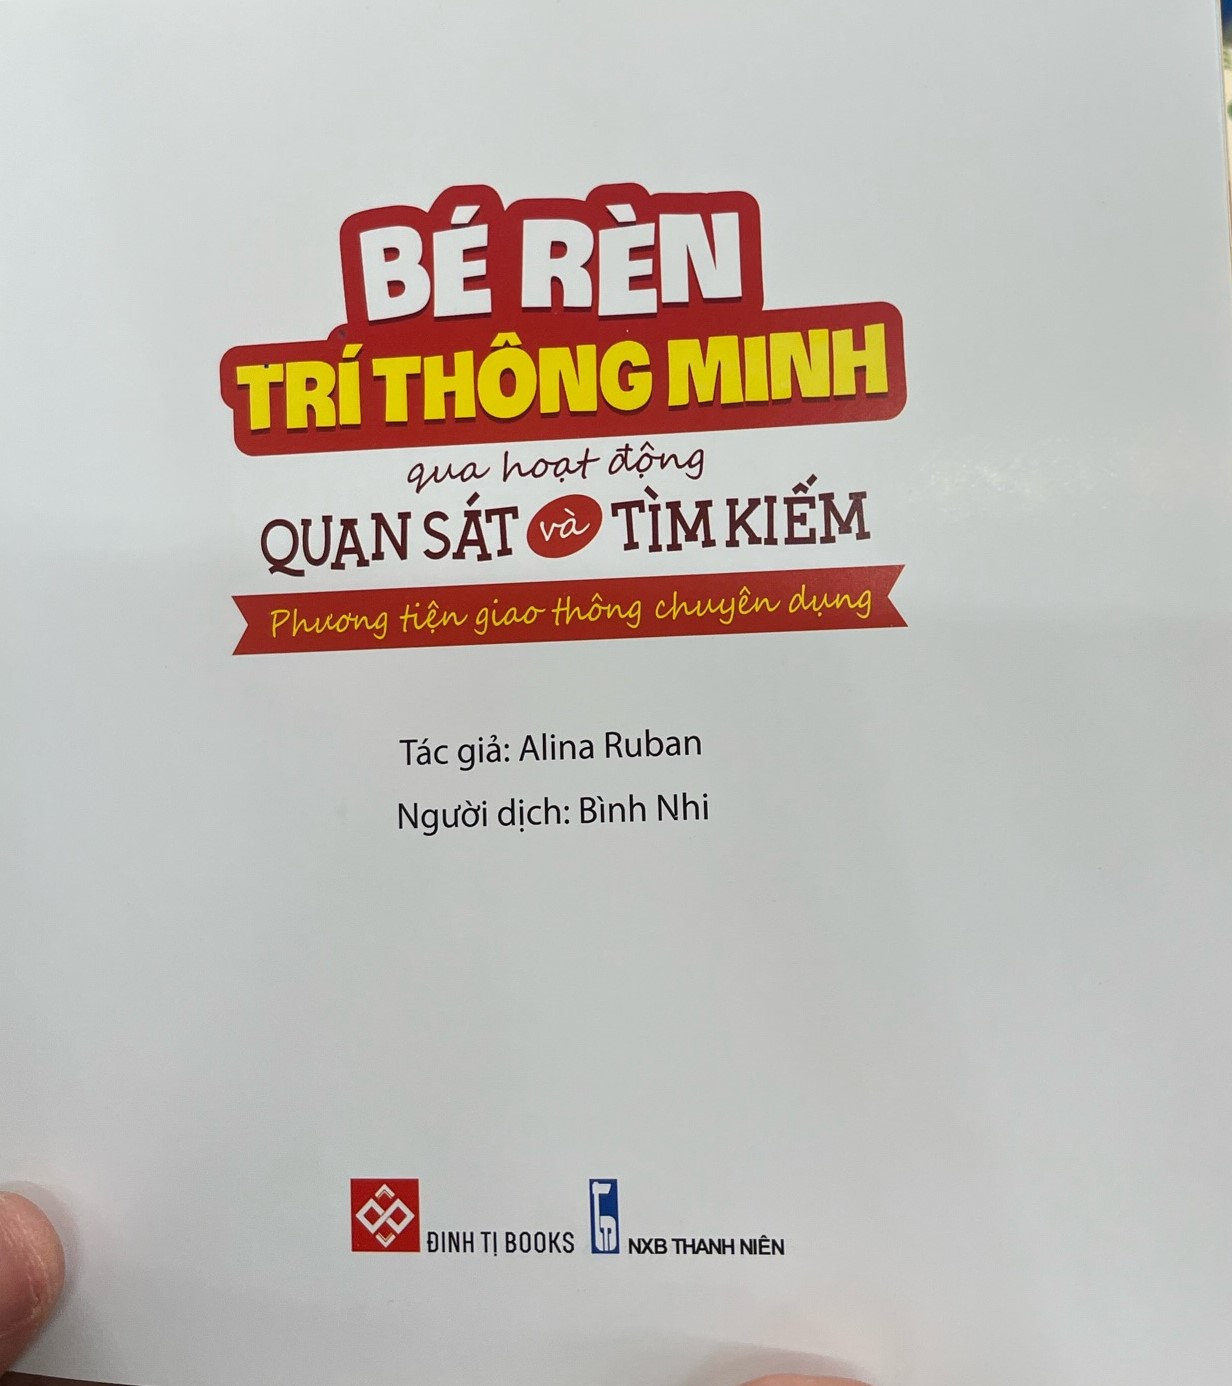 BÉ RÈN
TRÍ THÔNG MINH
qua hoạt động
QUAN SÁT và TÌM KIẾM
Phương tiện giao thông chuyên dụng
Tác giả: Alina Ruban
Người dịch: Bình Nhi
ĐINH TỊ BOOKS
NXB THANH NIÊN